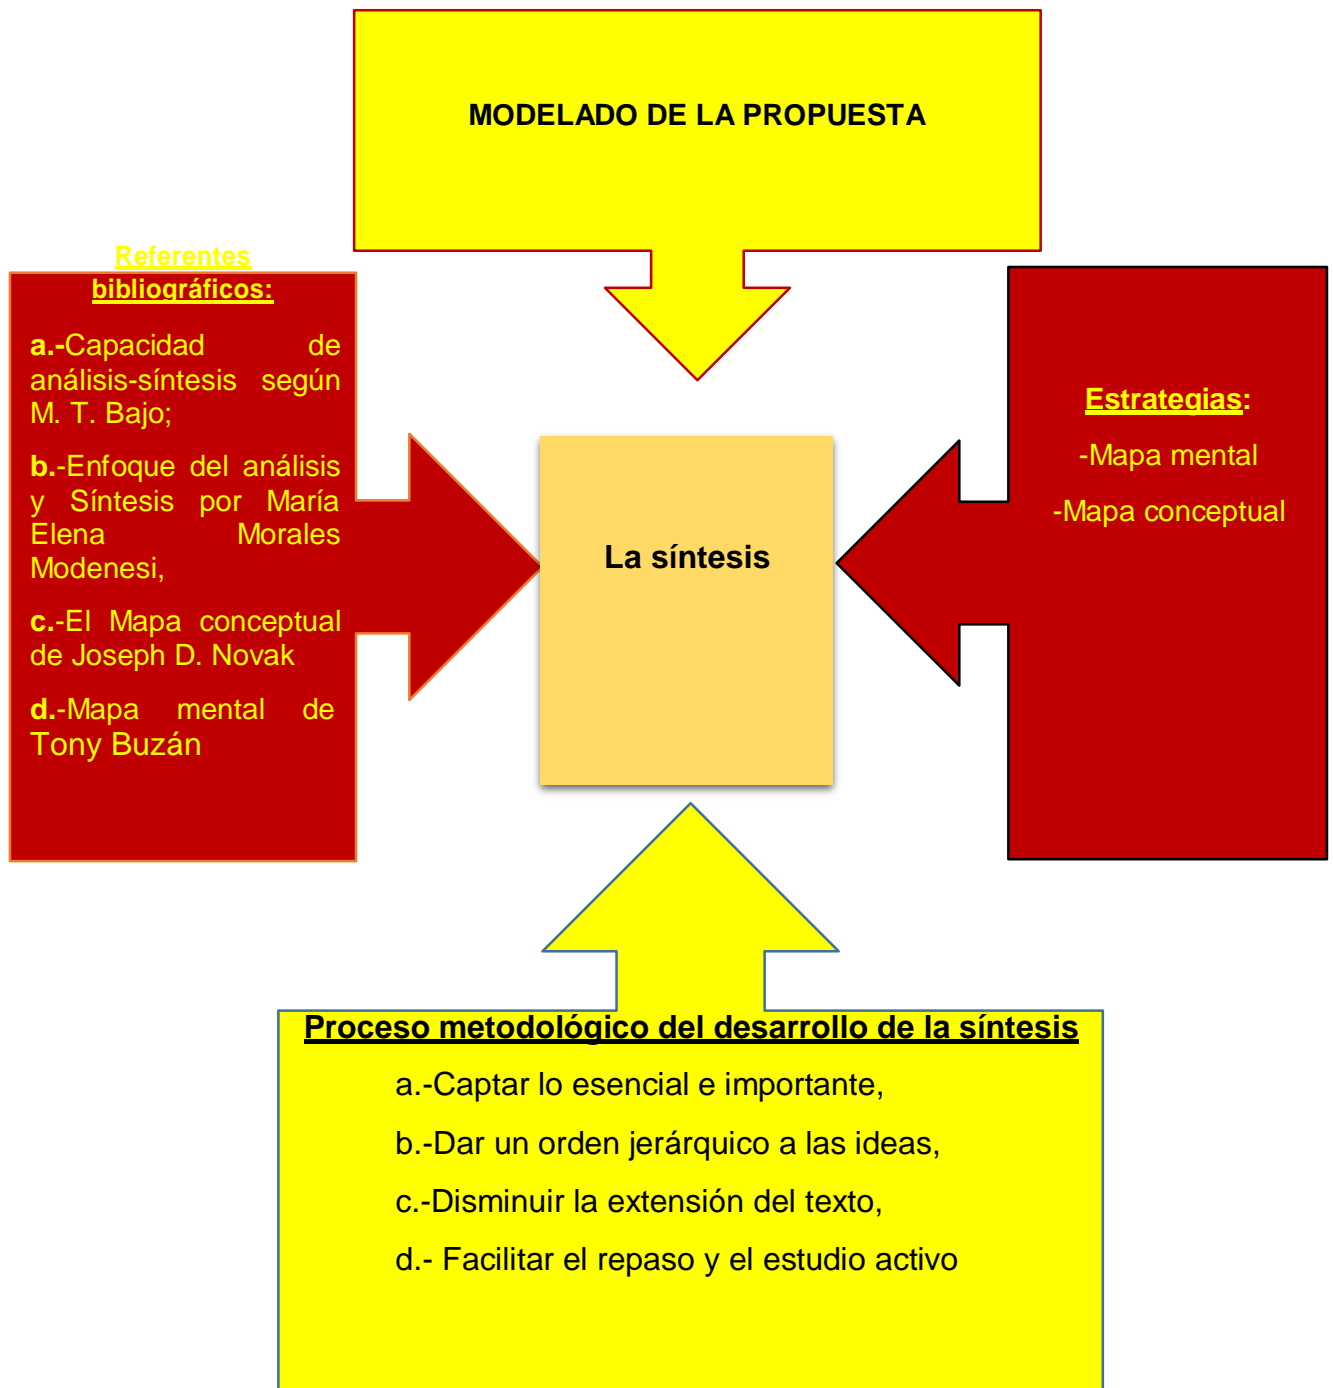 MODELADO DE LA PROPUESTA
Referentes
bibliográficos:
a.-Capacidad de
análisis-síntesis según
M. T. Bajo;
b.-Enfoque del análisis
y Síntesis por María
Elena Morales
Modenesi,
c.-El Mapa conceptual
de Joseph D. Novak
d.-Mapa mental de
Tony Buzán
La síntesis
Estrategias:
-Mapa mental
-Mapa conceptual
Proceso metodológico del desarrollo de la síntesis
a.-Captar lo esencial e importante,
b.-Dar un orden jerárquico a las ideas,
c.-Disminuir la extensión del texto,
d.- Facilitar el repaso y el estudio activo